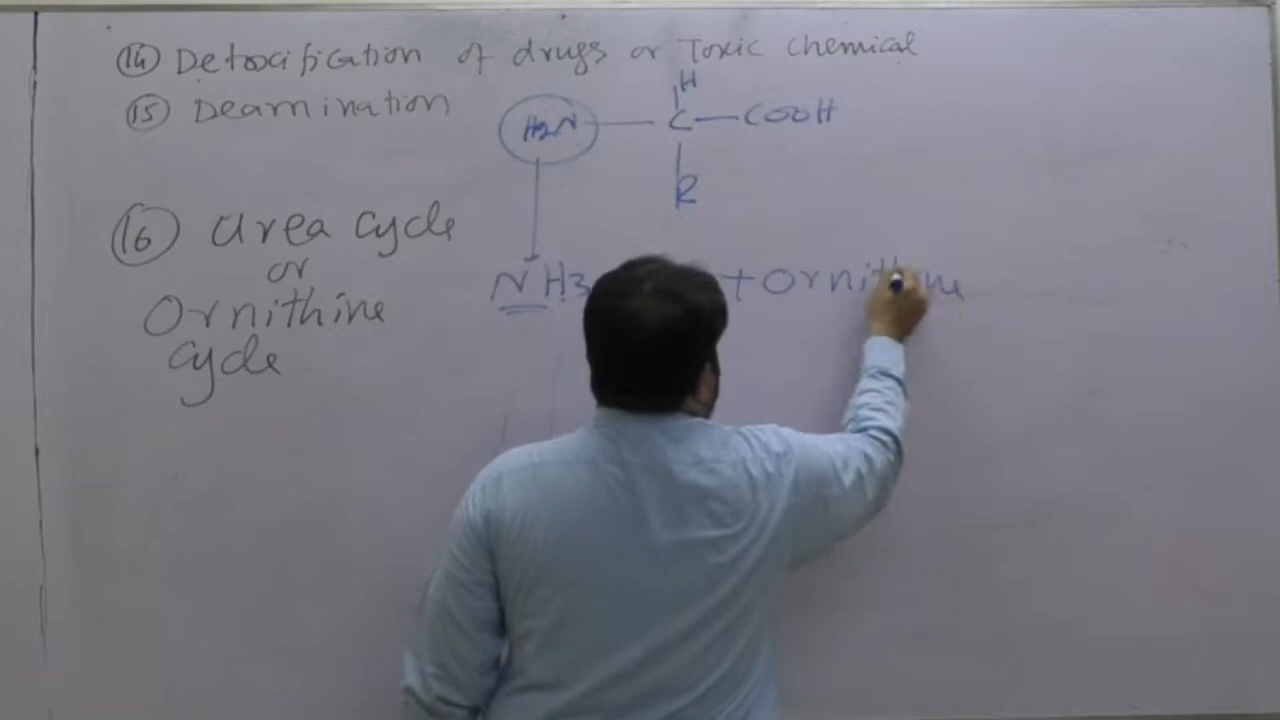 14 Detoxification of drugs or Toxic chemical
15 Deamination
H
H2N — C — COOH
R
16 Urea Cycle
or
Ornithine
Cycle
NH3 + Ornithine